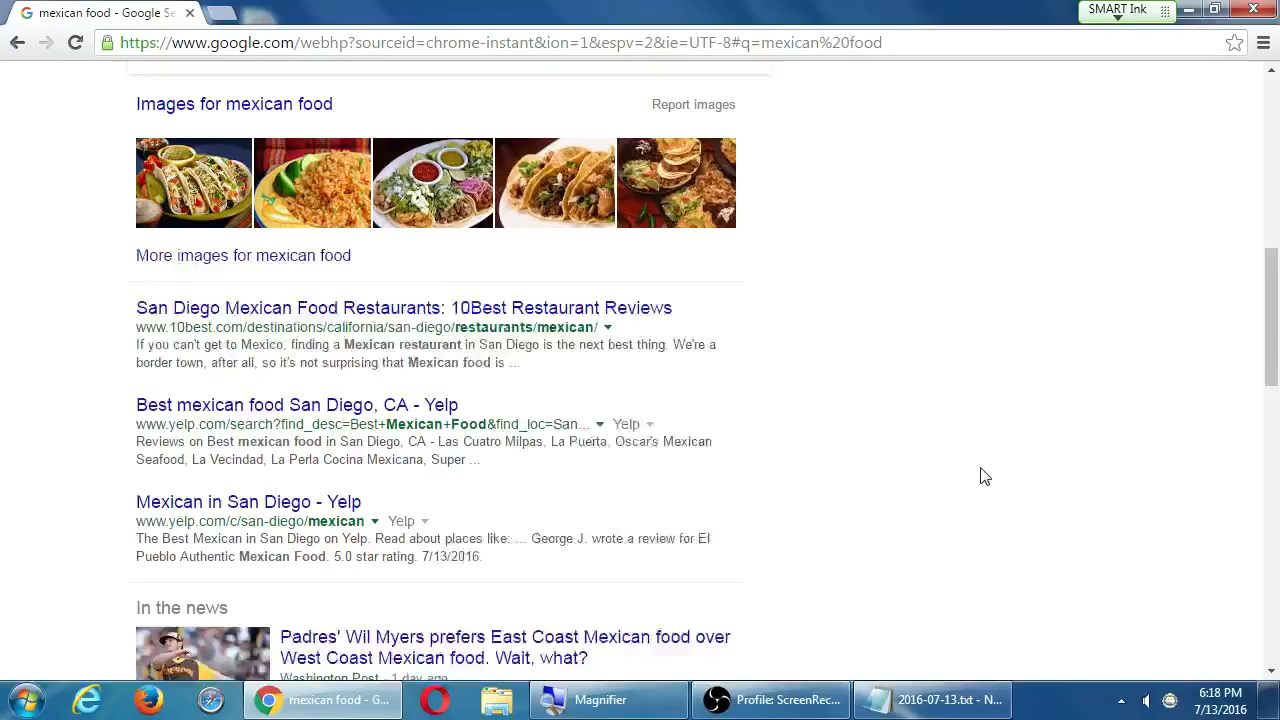 mexican food - Google Se
SMART Ink
https://www.google.com/webhp?sourceid=chrome-instant&ion=1&espv=2&ie=UTF-8#q=mexican%20food
Images for mexican food
Report images
More images for mexican food
San Diego Mexican Food Restaurants: 10Best Restaurant Reviews
www.10best.com/destinations/california/san-diego/restaurants/mexican/
If you can't get to Mexico, finding a Mexican restaurant in San Diego is the next best thing. We're a
border town, after all, so it's not surprising that Mexican food is ...
Best mexican food San Diego, CA - Yelp
www.yelp.com/search?find_desc=Best+Mexican+Food&find_loc=San... Yelp
Reviews on Best mexican food in San Diego, CA - Las Cuatro Milpas, La Puerta, Oscar's Mexican
Seafood, La Vecindad, La Perla Cocina Mexicana, Super ...
Mexican in San Diego - Yelp
www.yelp.com/c/san-diego/mexican Yelp
The Best Mexican in San Diego on Yelp. Read about places like: ... George J. wrote a review for El
Pueblo Authentic Mexican Food. 5.0 star rating. 7/13/2016.
In the news
Padres' Wil Myers prefers East Coast Mexican food over
West Coast Mexican food. Wait, what?
Washington Post - 1 day ago
mexican food - G...
Magnifier
Profile: ScreenRec...
2016-07-13.txt - N...
6:18 PM
7/13/2016